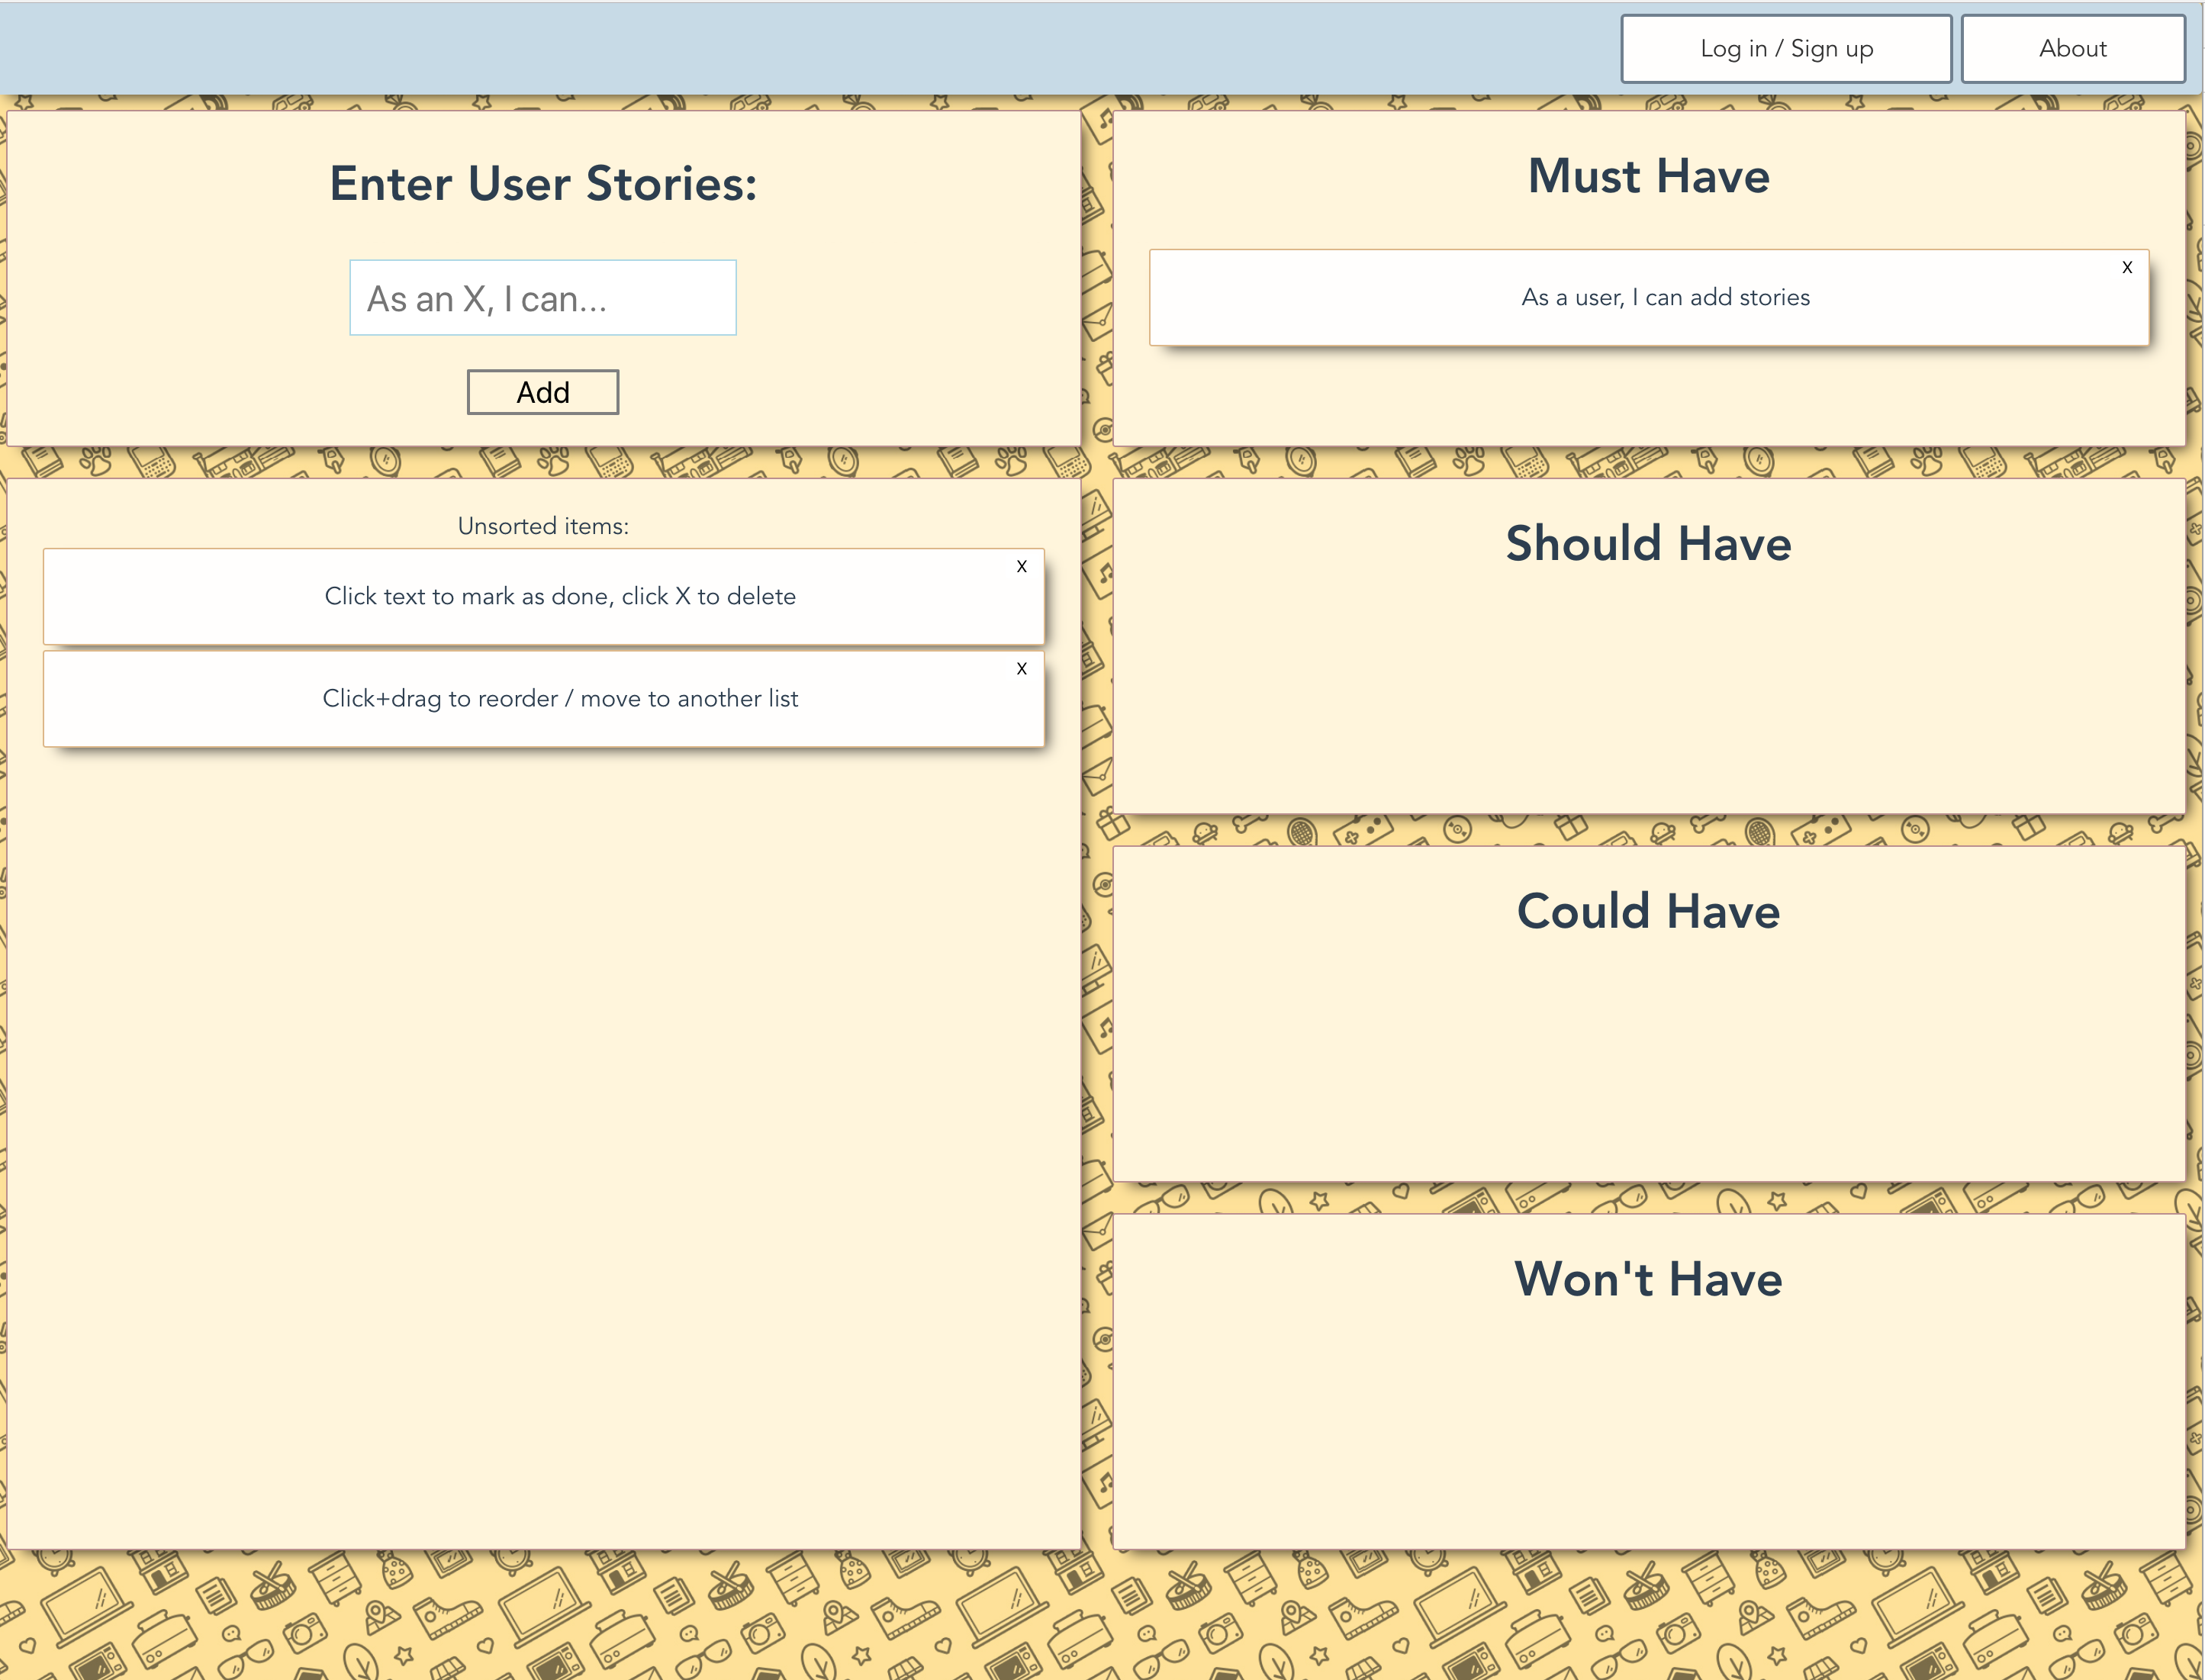 Log in / Sign up
About
Enter User Stories:
As an X, I can...
Add
Must Have
X
As a user, I can add stories
Unsorted items:
X
Click text to mark as done, click X to delete
X
Click+drag to reorder / move to another list
Should Have
Could Have
Won't Have